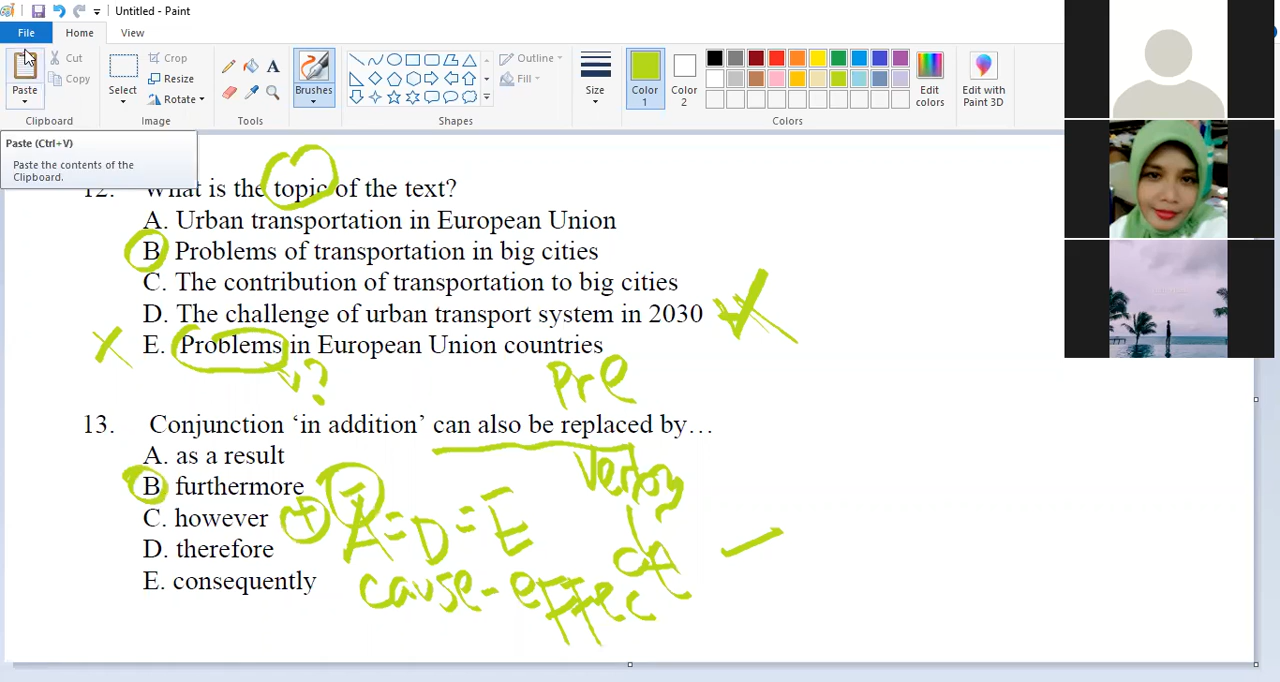 Untitled - Paint
File Home View
Cut
Copy
Paste
Clipboard
Crop
Resize
Rotate
Select
Image
Tools
Brushes
Outline
Fill
Shapes
Size
Color 1
Color 2
Edit colors
Edit with Paint 3D
Colors
Paste (Ctrl+V)
Paste the contents of the
Clipboard.
12. What is the topic of the text?
A. Urban transportation in European Union
B. Problems of transportation in big cities
C. The contribution of transportation to big cities
D. The challenge of urban transport system in 2030
E. Problems in European Union countries
?
Pre
13. Conjunction ‘in addition’ can also be replaced by…
A. as a result
B. furthermore
C. however
D. therefore
E. consequently
+ A = D = E
cause - effec